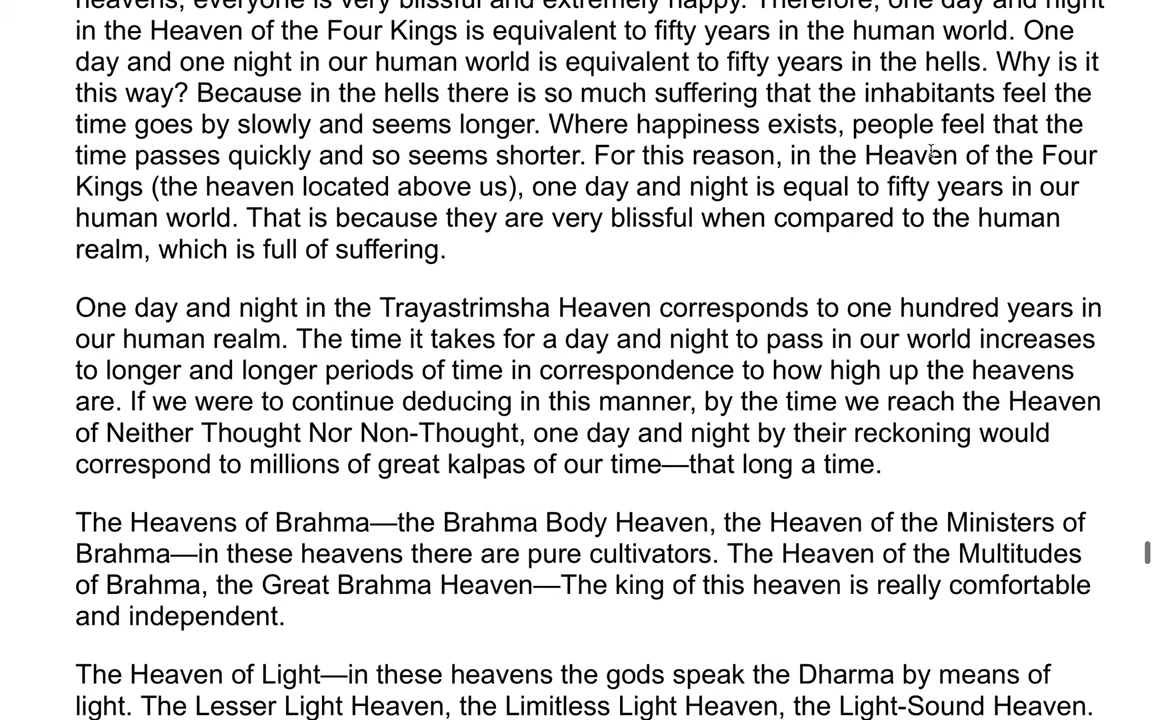 heavens, everyone is very blissful and extremely happy. Therefore, one day and night
in the Heaven of the Four Kings is equivalent to fifty years in the human world. One
day and one night in our human world is equivalent to fifty years in the hells. Why is it
this way? Because in the hells there is so much suffering that the inhabitants feel the
time goes by slowly and seems longer. Where happiness exists, people feel that the
time passes quickly and so seems shorter. For this reason, in the Heaven of the Four
Kings (the heaven located above us), one day and night is equal to fifty years in our
human world. That is because they are very blissful when compared to the human
realm, which is full of suffering.
One day and night in the Trayastrimsha Heaven corresponds to one hundred years in
our human realm. The time it takes for a day and night to pass in our world increases
to longer and longer periods of time in correspondence to how high up the heavens
are. If we were to continue deducing in this manner, by the time we reach the Heaven
of Neither Thought Nor Non-Thought, one day and night by their reckoning would
correspond to millions of great kalpas of our time—that long a time.
The Heavens of Brahma—the Brahma Body Heaven, the Heaven of the Ministers of
Brahma—in these heavens there are pure cultivators. The Heaven of the Multitudes
of Brahma, the Great Brahma Heaven—The king of this heaven is really comfortable
and independent.
The Heaven of Light—in these heavens the gods speak the Dharma by means of
light. The Lesser Light Heaven, the Limitless Light Heaven, the Light-Sound Heaven.